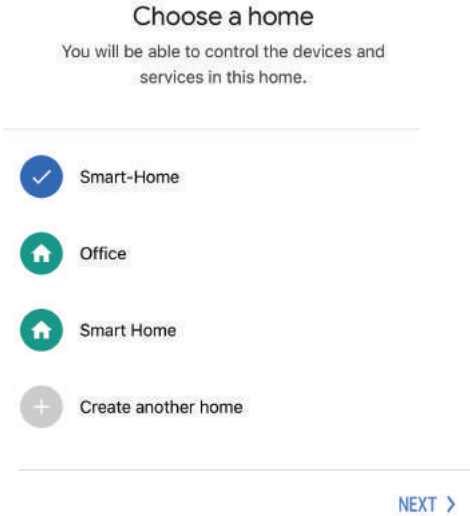 Choose a home
You will be able to control the devices and
services in this home.
Smart-Home
Office
Smart Home
Create another home
NEXT